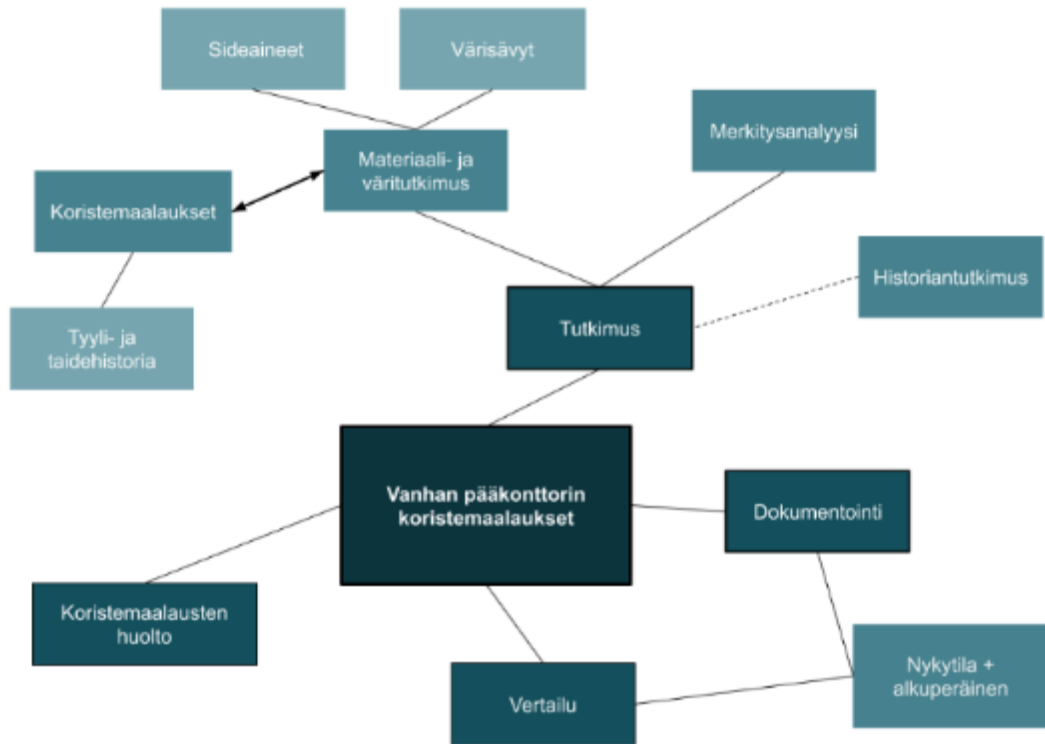 Sideaineet
Värisävyt
Merkitysanalyysi
Materiaali- ja
väritutkimus
Koristemaalaukset
Historiantutkimus
Tyyli- ja
taidehistoria
Tutkimus
Vanhan pääkonttorin
koristemaalaukset
Dokumentointi
Koristemaalausten
huolto
Nykytila +
alkuperäinen
Vertailu